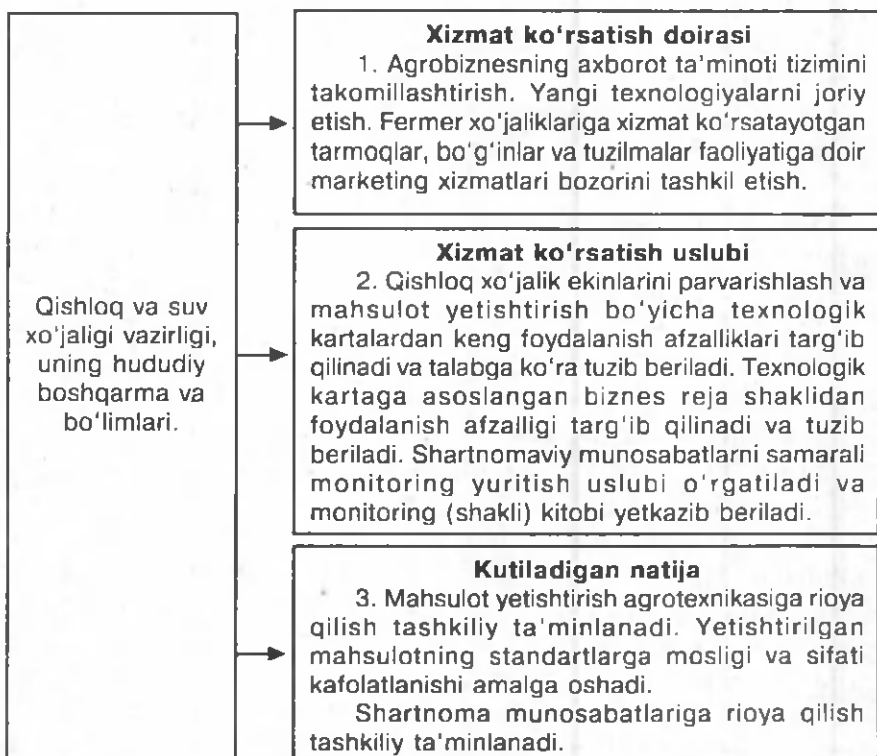 Qishloq va suv
xo'jaligi vazirligi,
uning hududiy
boshqarma va
bo'limlari.
Xizmat ko'rsatish doirasi
1. Agrobiznesning axborot ta'minoti tizimini
takomillashtirish. Yangi texnologiyalarni joriy
etish. Fermer xo'jaliklariga xizmat ko'rsatayotgan
tarmoqlar, bo'g'inlar va tuzilmalar faoliyatiga doir
marketing xizmatlari bozorini tashkil etish.
Xizmat ko'rsatish uslubi
2. Qishloq xo'jalik ekinlarini parvarishlash va
mahsulot yetishtirish bo'yicha texnologik
kartalardan keng foydalanish afzalliklari targ'ib
qilinadi va talabga ko'ra tuzib beriladi. Texnologik
kartaga asoslangan biznes reja shaklidan
foydalanish afzalligi targ'ib qilinadi va tuzib
beriladi. Shartnomaviy munosabatlarni samarali
monitoring yuritish uslubi o'rgatiladi va
monitoring (shakli) kitobi yetkazib beriladi.
Kutiladigan natija
3. Mahsulot yetishtirish agrotexnikasiga rioya
qilish tashkiliy ta'minlanadi. Yetishtirilgan
mahsulotning standartlarga mosligi va sifati
kafolatlanishi amalga oshadi.
Shartnoma munosabatlariga rioya qilish
tashkiliy ta'minlanadi.